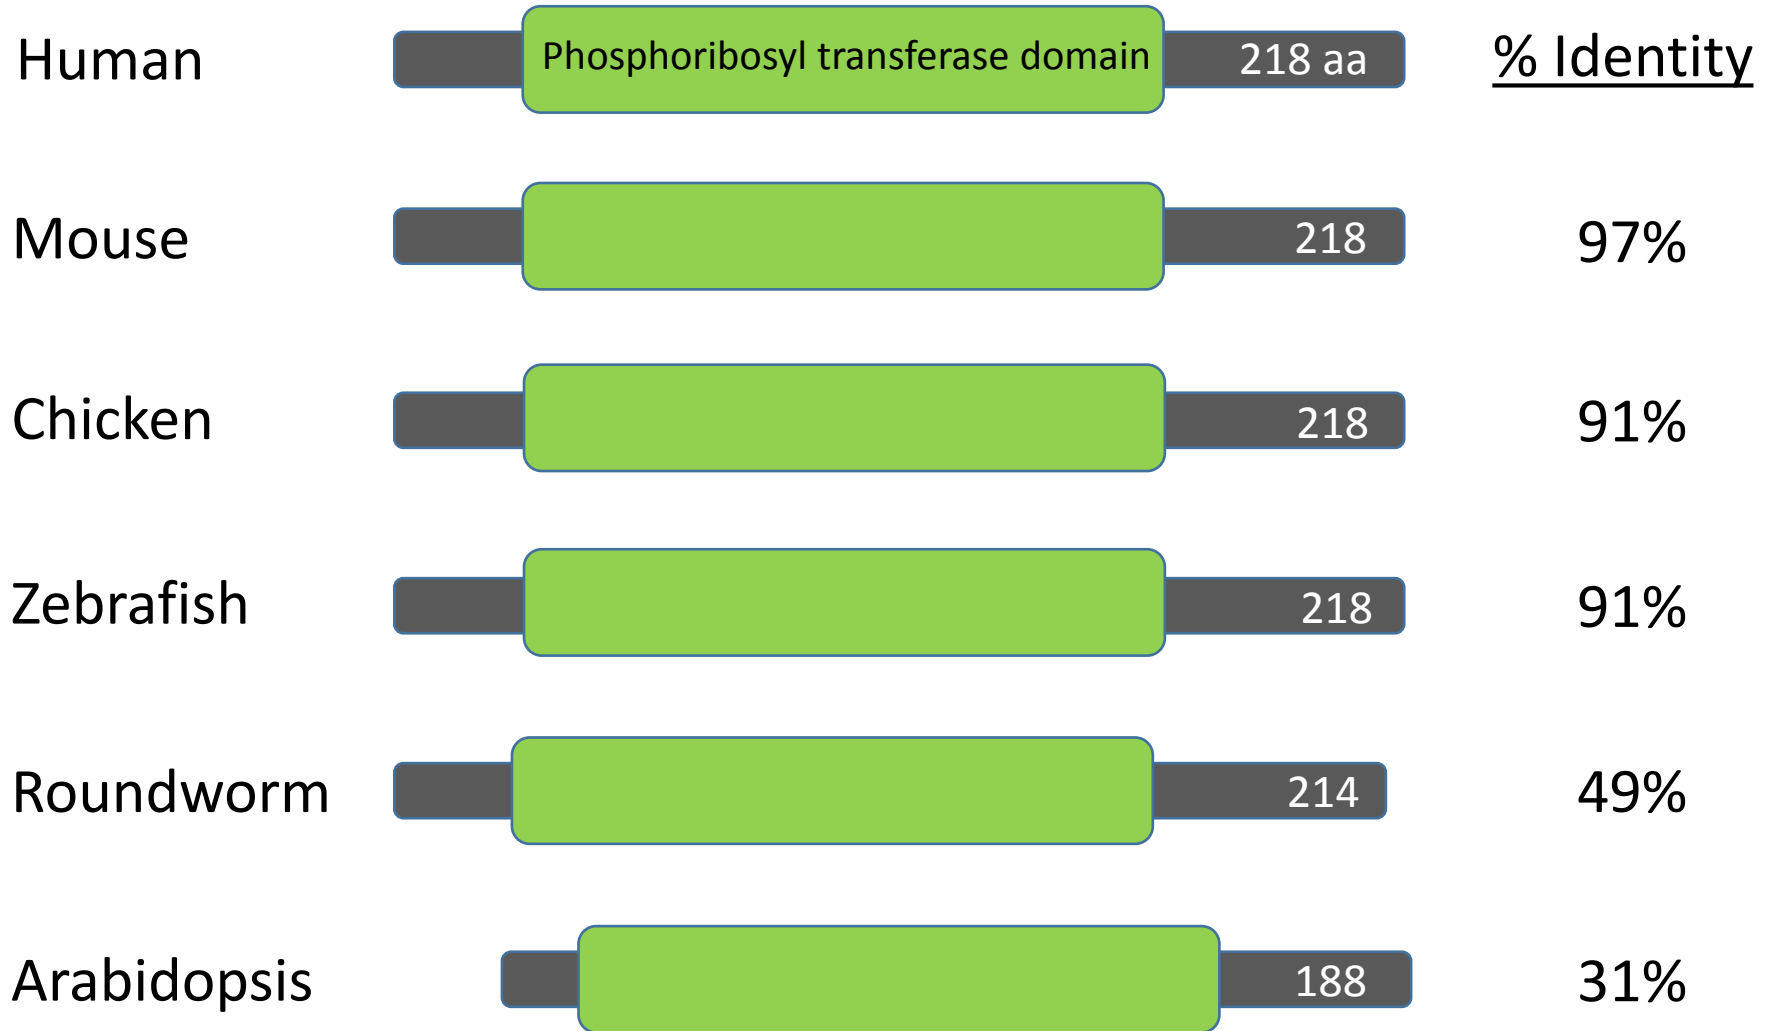 Human Phosphoribosyl transferase domain 218 aa % Identity
Mouse 218 97%
Chicken 218 91%
Zebrafish 218 91%
Roundworm 214 49%
Arabidopsis 188 31%